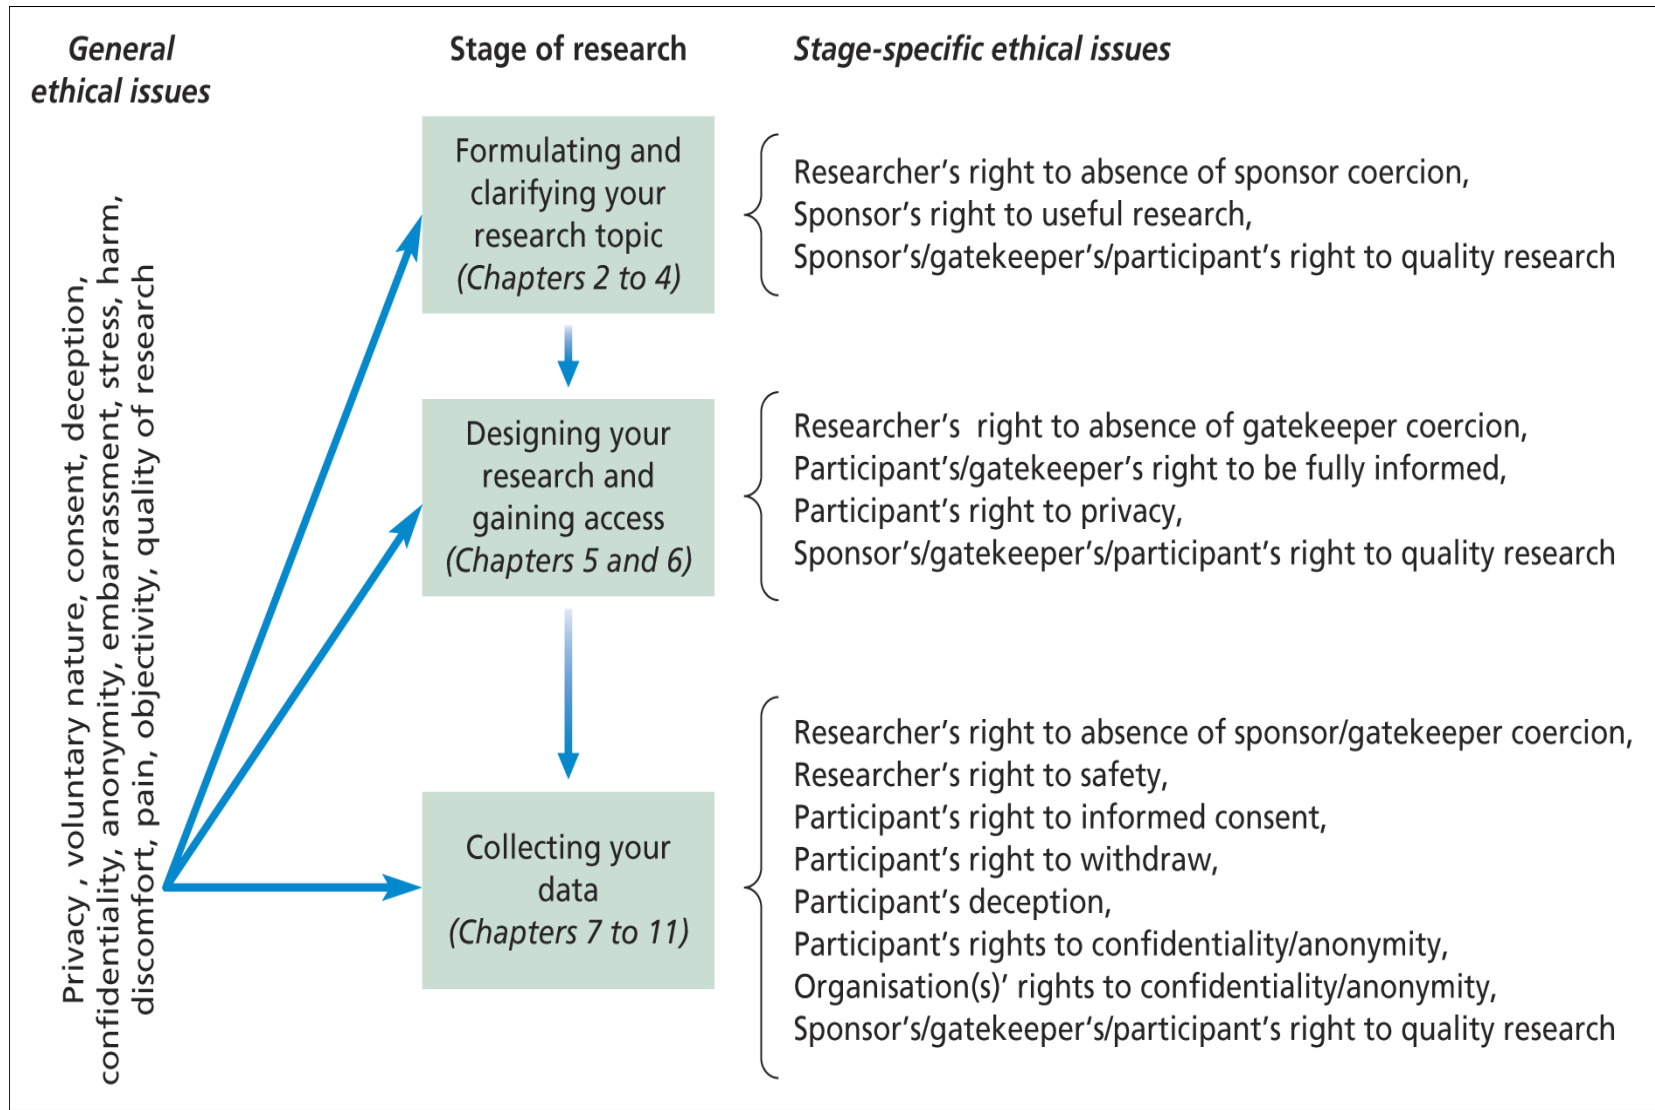 General
ethical issues
Stage of research
Stage-specific ethical issues
Privacy , voluntary nature, consent, deception,
confidentiality, anonymity, embarrassment, stress, harm,
discomfort, pain, objectivity, quality of research
Formulating and
clarifying your
research topic
(Chapters 2 to 4)
Researcher’s right to absence of sponsor coercion,
Sponsor’s right to useful research,
Sponsor’s/gatekeeper’s/participant’s right to quality research
Designing your
research and
gaining access
(Chapters 5 and 6)
Researcher’s  right to absence of gatekeeper coercion,
Participant’s/gatekeeper’s right to be fully informed,
Participant’s right to privacy,
Sponsor’s/gatekeeper’s/participant’s right to quality research
Collecting your
data
(Chapters 7 to 11)
Researcher’s right to absence of sponsor/gatekeeper coercion,
Researcher’s right to safety,
Participant’s right to informed consent,
Participant’s right to withdraw,
Participant’s deception,
Participant’s rights to confidentiality/anonymity,
Organisation(s)’ rights to confidentiality/anonymity,
Sponsor’s/gatekeeper’s/participant’s right to quality research